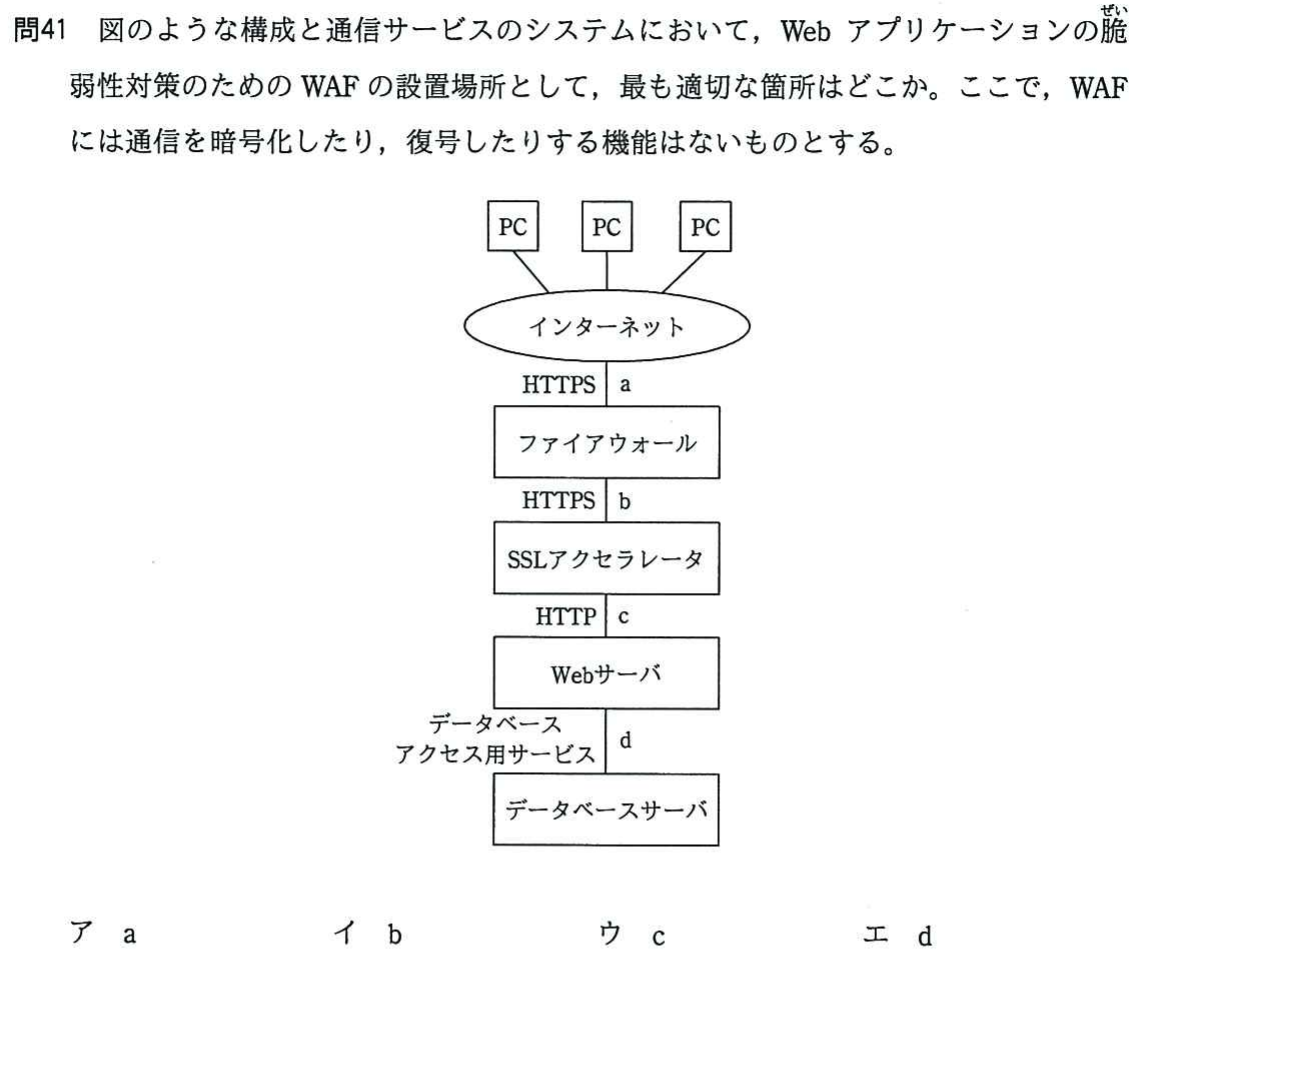 問41　図のような構成と通信サービスのシステムにおいて，Web アプリケーションの脆
ぜい
弱性対策のための WAF の設置場所として，最も適切な箇所はどこか。ここで，WAF
には通信を暗号化したり，復号したりする機能はないものとする。
PC PC PC
インターネット
HTTPS a
ファイアウォール
HTTPS b
SSLアクセラレータ
HTTP c
Webサーバ
データベース
アクセス用サービス d
データベースサーバ
ア a イ b ウ c エ d